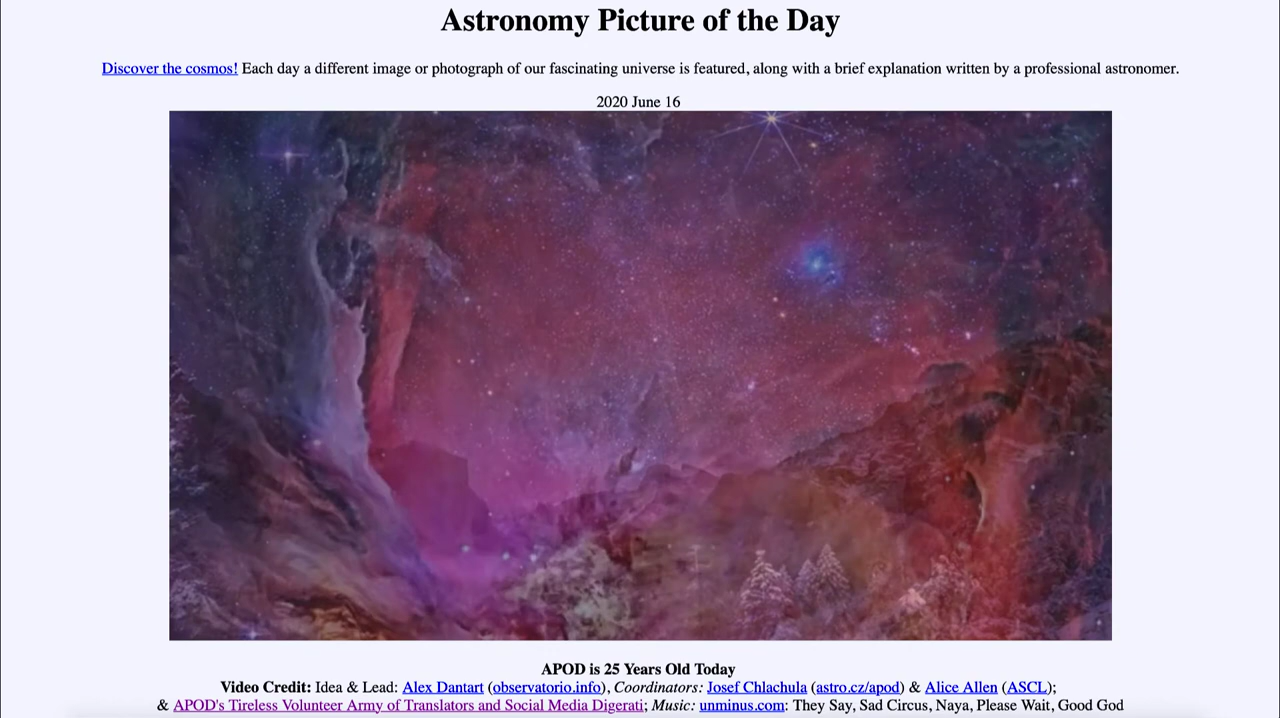 Astronomy Picture of the Day
Discover the cosmos! Each day a different image or photograph of our fascinating universe is featured, along with a brief explanation written by a professional astronomer.
2020 June 16
APOD is 25 Years Old Today
Video Credit: Idea & Lead: Alex Dantart (observatorio.info), Coordinators: Josef Chlachula (astro.cz/apod) & Alice Allen (ASCL);
& APOD's Tireless Volunteer Army of Translators and Social Media Digerati; Music: unminus.com: They Say, Sad Circus, Naya, Please Wait, Good God